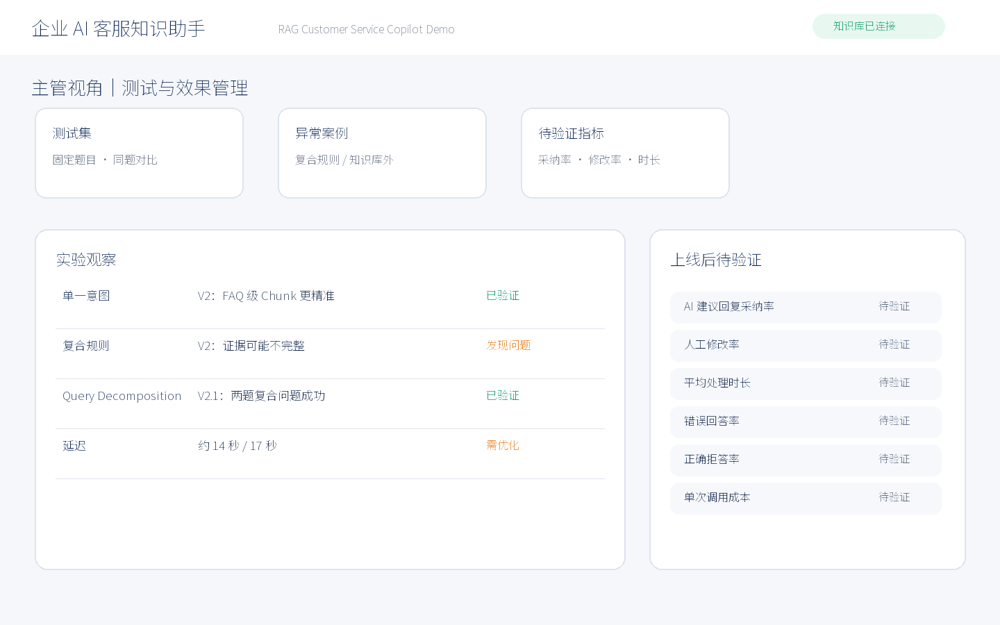 企业 AI 客服知识助手
RAG Customer Service Copilot Demo
知识库已连接
主管视角｜测试与效果管理
测试集
固定题目 · 同题对比
异常案例
复合规则 / 知识库外
待验证指标
采纳率 · 修改率 · 时长
实验观察
单一意图 V2：FAQ 级 Chunk 更精准 已验证
复合规则 V2：证据可能不完整 发现问题
Query Decomposition V2.1：两题复合问题成功 已验证
延迟 约 14 秒 / 17 秒 需优化
上线后待验证
AI 建议回复采纳率 待验证
人工修改率 待验证
平均处理时长 待验证
错误回答率 待验证
正确拒答率 待验证
单次调用成本 待验证